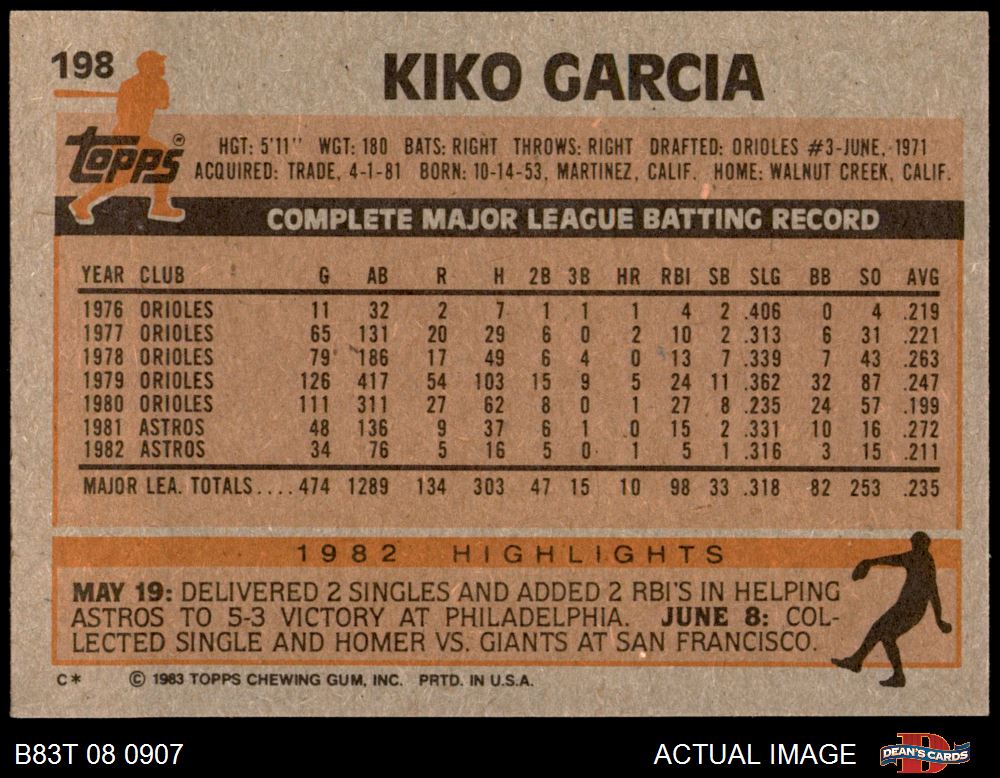 198
KIKO GARCIA
Topps®
HGT: 5'11" WGT: 180 BATS: RIGHT THROWS: RIGHT DRAFTED: ORIOLES #3-JUNE, 1971
ACQUIRED: TRADE, 4-1-81 BORN: 10-14-53, MARTINEZ, CALIF. HOME: WALNUT CREEK, CALIF.
COMPLETE MAJOR LEAGUE BATTING RECORD
YEAR CLUB G AB R H 2B 3B HR RBI SB SLG BB SO AVG
1976 ORIOLES 11 32 2 7 1 1 1 4 2 .406 0 4 .219
1977 ORIOLES 65 131 20 29 6 0 2 10 2 .313 6 31 .221
1978 ORIOLES 79 186 17 49 6 4 0 13 7 .339 7 43 .263
1979 ORIOLES 126 417 54 103 15 9 5 24 11 .362 32 87 .247
1980 ORIOLES 111 311 27 62 8 0 1 27 8 .235 24 57 .199
1981 ASTROS 48 136 9 37 6 1 0 15 2 .331 10 16 .272
1982 ASTROS 34 76 5 16 5 0 1 5 1 .316 3 15 .211
MAJOR LEA. TOTALS.... 474 1289 134 303 47 15 10 98 33 .318 82 253 .235
1982 HIGHLIGHTS
MAY 19: DELIVERED 2 SINGLES AND ADDED 2 RBI'S IN HELPING
ASTROS TO 5-3 VICTORY AT PHILADELPHIA. JUNE 8: COL-
LECTED SINGLE AND HOMER VS. GIANTS AT SAN FRANCISCO.
C* © 1983 TOPPS CHEWING GUM, INC. PRTD. IN U.S.A.
B83T 08 0907 ACTUAL IMAGE DEAN'S CARDS